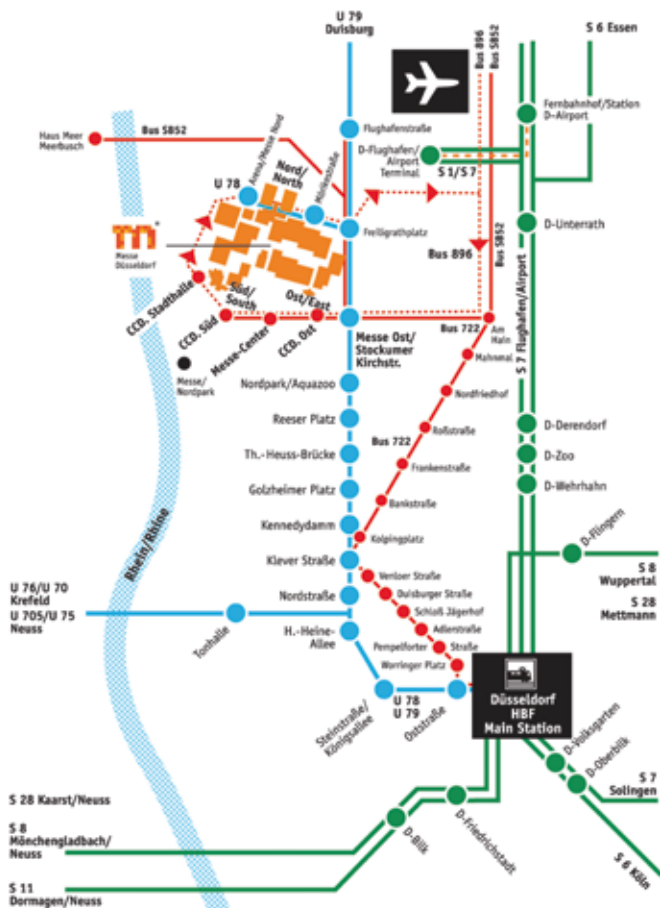 U 79
Duisburg
S 6 Essen
Bus 896
Bus SB52
Fernbahnhof/Station
D-Airport
Haus Meer
Meerbusch
Bus SB52
Arena/Messe Nord
Nord/
North
Flughafenstraße
D-Flughafen/
Airport
Terminal
S 1/S 7
U 78
Freiligrathplatz
D-Unterrath
m
Messe
Düsseldorf
Bus 896
Bus SB52
S 7 Flughafen/Airport
CCD. Stadthalle
Süd/
South
Ost/East
CCD. Süd
Messe-Center
CCD. Ost
Messe Ost/
Stockumer
Kirchstr.
Bus 722
Am
Hain
Mahnmal
Messe/
Nordpark
Nordpark/Aquazoo
Nordfriedhof
Reeser Platz
Roßstraße
D-Derendorf
Bus 722
Th.-Heuss-Brücke
Frankenstraße
D-Zoo
Golzheimer Platz
D-Wehrhahn
Bankstraße
Kennedydamm
Kolpingplatz
Rhein/Rhine
Klever Straße
D-Flingern
Venloer Straße
S 8
Wuppertal
U 76/U 70
Krefeld
U 705/U 75
Neuss
Nordstraße
Duisburger Straße
Schloß Jägerhof
S 28
Mettmann
Tonhalle
H.-Heine-
Allee
Adlerstraße
Pempelforter
Straße
Worringer Platz
Steinstraße/
Königsallee
U 78
U 79
Oststraße
Düsseldorf
HBF
Main Station
D-Volksgarten
D-Oberbilk
S 7
Solingen
S 28 Kaarst/Neuss
S 8
Mönchengladbach/
Neuss
D-Bilk
D-Friedrichstadt
S 6 Köln
S 11
Dormagen/Neuss